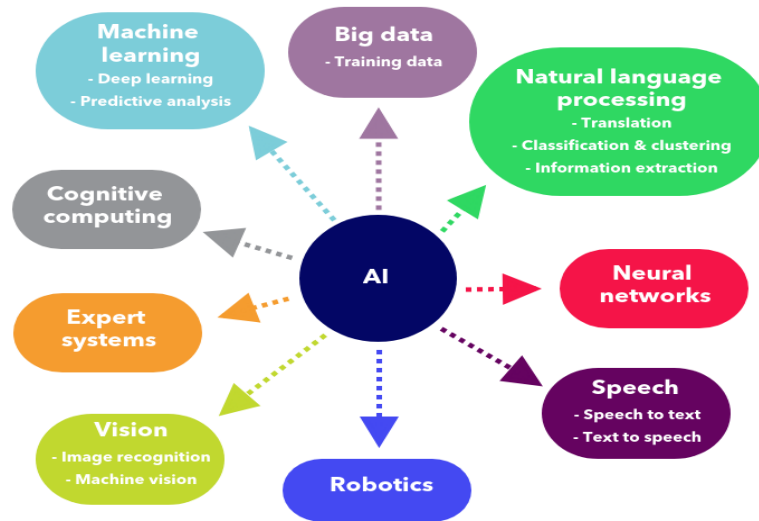 Machine
learning
- Deep learning
- Predictive analysis
Big data
- Training data
Natural language
processing
- Translation
- Classification & clustering
- Information extraction
Cognitive
computing
AI
Neural
networks
Expert
systems
Speech
- Speech to text
- Text to speech
Vision
- Image recognition
- Machine vision
Robotics